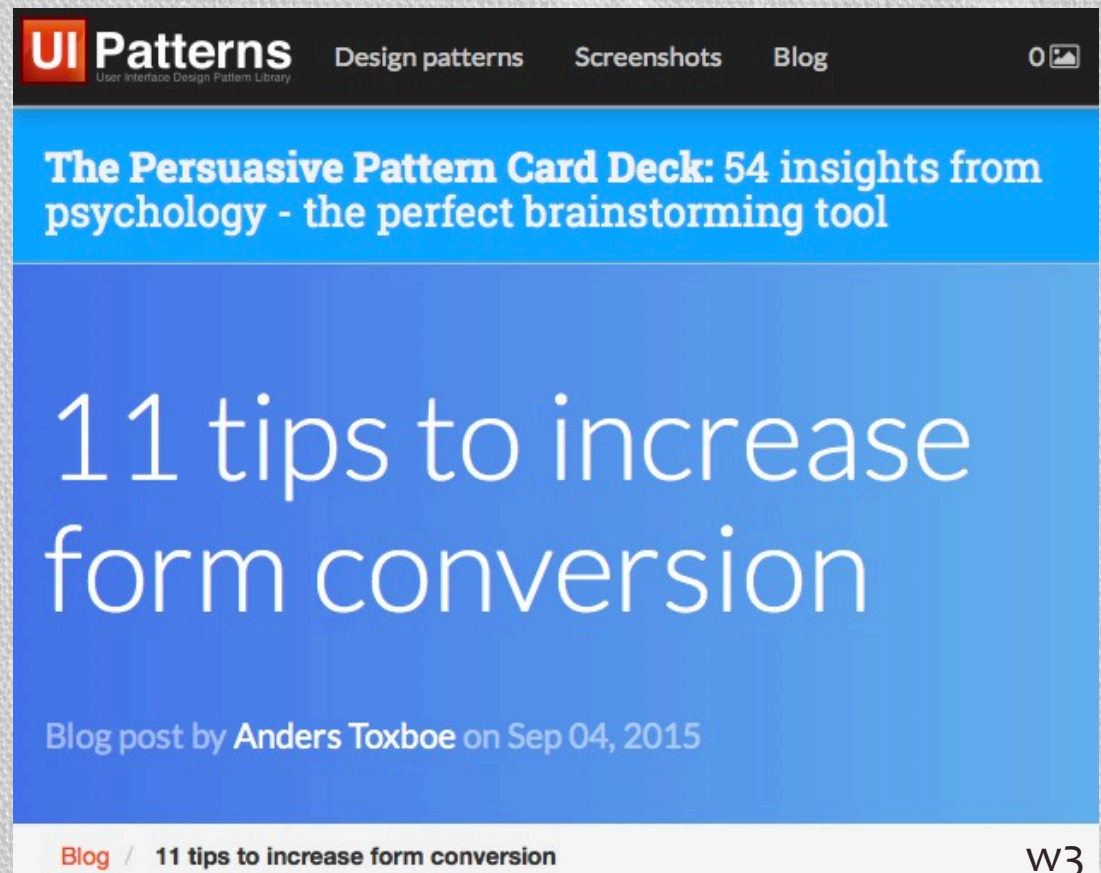 UI Patterns
User Interface Design Pattern Library
Design patterns
Screenshots
Blog
0
The Persuasive Pattern Card Deck: 54 insights from
psychology - the perfect brainstorming tool
11 tips to increase
form conversion
Blog post by Anders Toxboe on Sep 04, 2015
Blog / 11 tips to increase form conversion
w3